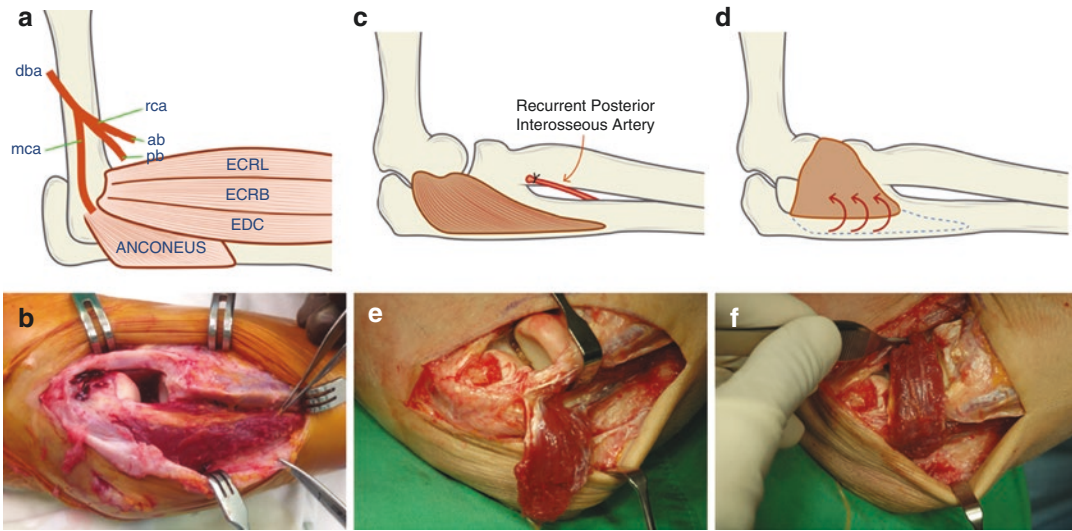 a
dba
rca
ab
pb
mca
ECRL
ECRB
EDC
ANCONEUS
c
Recurrent Posterior
Interosseous Artery
d
b
e
f